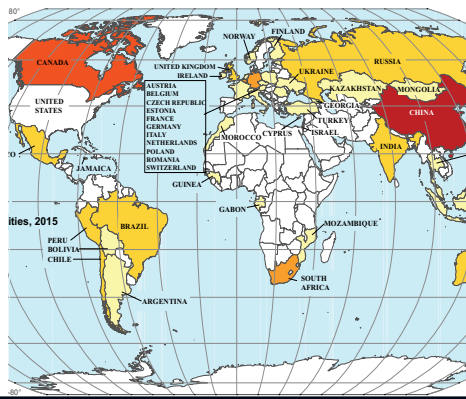 80°
NORWAY
FINLAND
CANADA
UNITED KINGDOM
IRELAND
UKRAINE
RUSSIA
AUSTRIA
BELGIUM
CZECH REPUBLIC
ESTONIA
FRANCE
GERMANY
ITALY
NETHERLANDS
POLAND
ROMANIA
SWITZERLAND
KAZAKHSTAN
MONGOLIA
UNITED
STATES
GEORGIA
CHINA
TURKEY
MOROCCO
CYPRUS
ISRAEL
INDIA
CO
JAMAICA
GUINEA
GABON
ities, 2015
MOZAMBIQUE
BRAZIL
PERU
BOLIVIA
CHILE
SOUTH
AFRICA
ARGENTINA
-80°